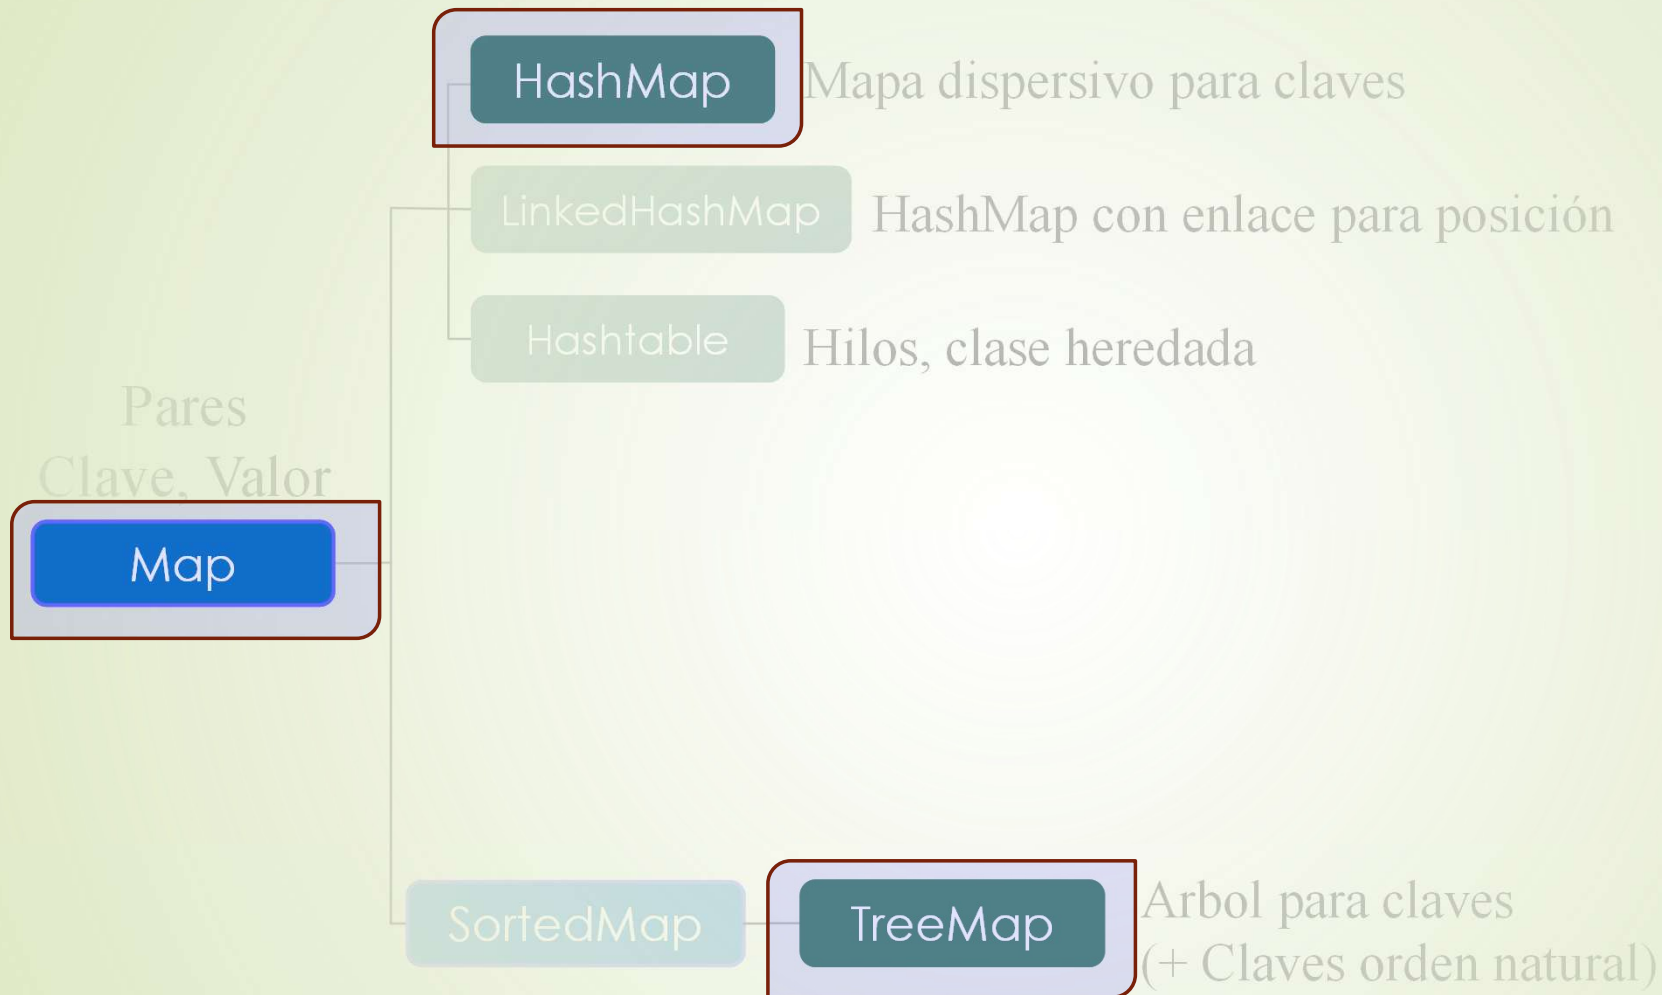 HashMap
Mapa dispersivo para claves
LinkedHashMap
HashMap con enlace para posición
Hashtable
Hilos, clase heredada
Pares
Clave, Valor
Map
SortedMap
TreeMap
Arbol para claves
(+ Claves orden natural)